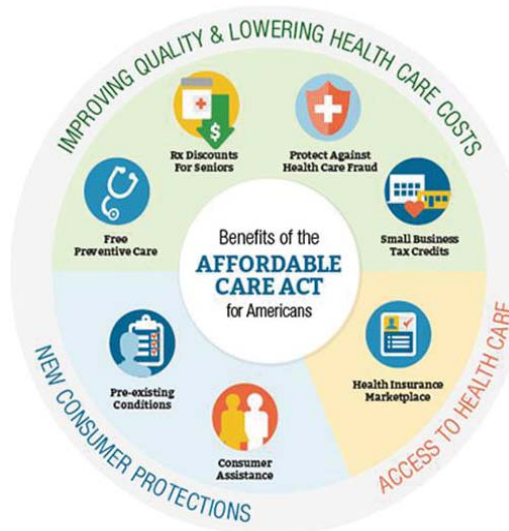 IMPROVING QUALITY & LOWERING HEALTH CARE COSTS
Rx Discounts
For Seniors
Protect Against
Health Care Fraud
Free
Preventive Care
Small Business
Tax Credits
Benefits of the
AFFORDABLE
CARE ACT
for Americans
Pre-existing
Conditions
Consumer
Assistance
Health Insurance
Marketplace
NEW CONSUMER PROTECTIONS
ACCESS TO HEALTH CARE